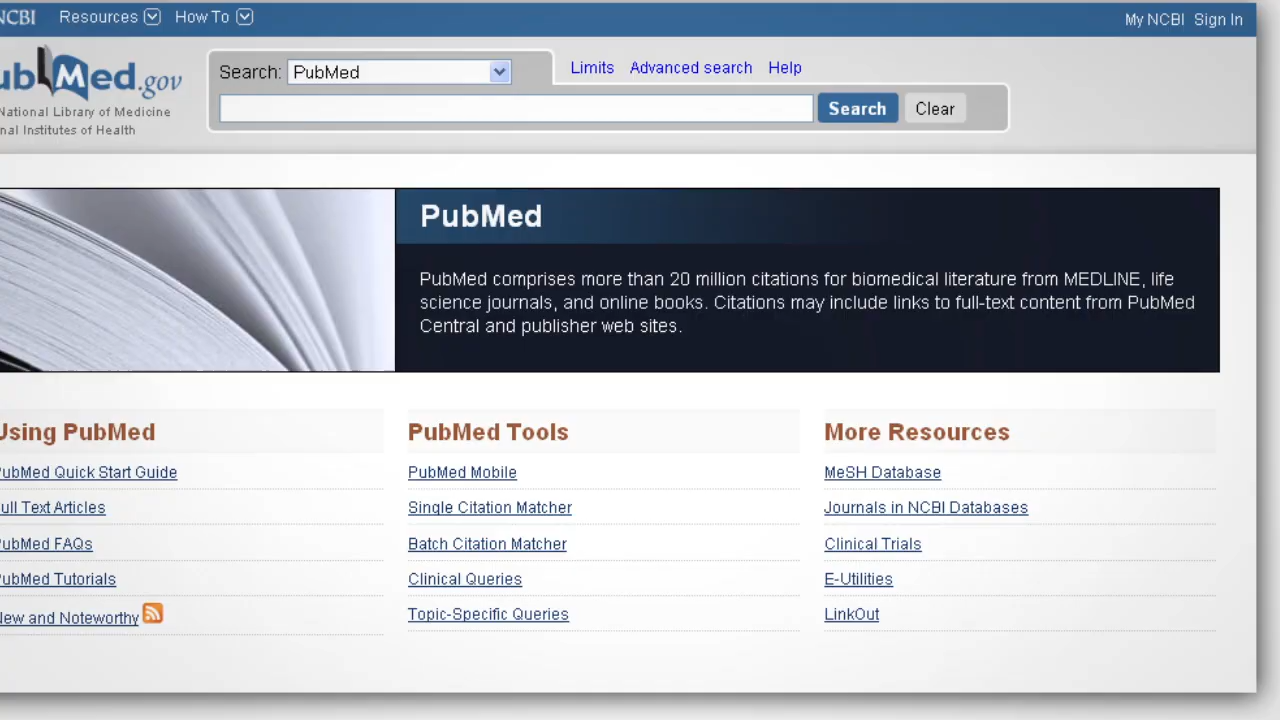 NCBI Resources How To My NCBI Sign In
PubMed.gov
Search: PubMed
Limits Advanced search Help
National Library of Medicine
nal Institutes of Health
Search Clear
PubMed
PubMed comprises more than 20 million citations for biomedical literature from MEDLINE, life
science journals, and online books. Citations may include links to full-text content from PubMed
Central and publisher web sites.
Using PubMed
PubMed Quick Start Guide
ull Text Articles
PubMed FAQs
PubMed Tutorials
New and Noteworthy
PubMed Tools
PubMed Mobile
Single Citation Matcher
Batch Citation Matcher
Clinical Queries
Topic-Specific Queries
More Resources
MeSH Database
Journals in NCBI Databases
Clinical Trials
E-Utilities
LinkOut